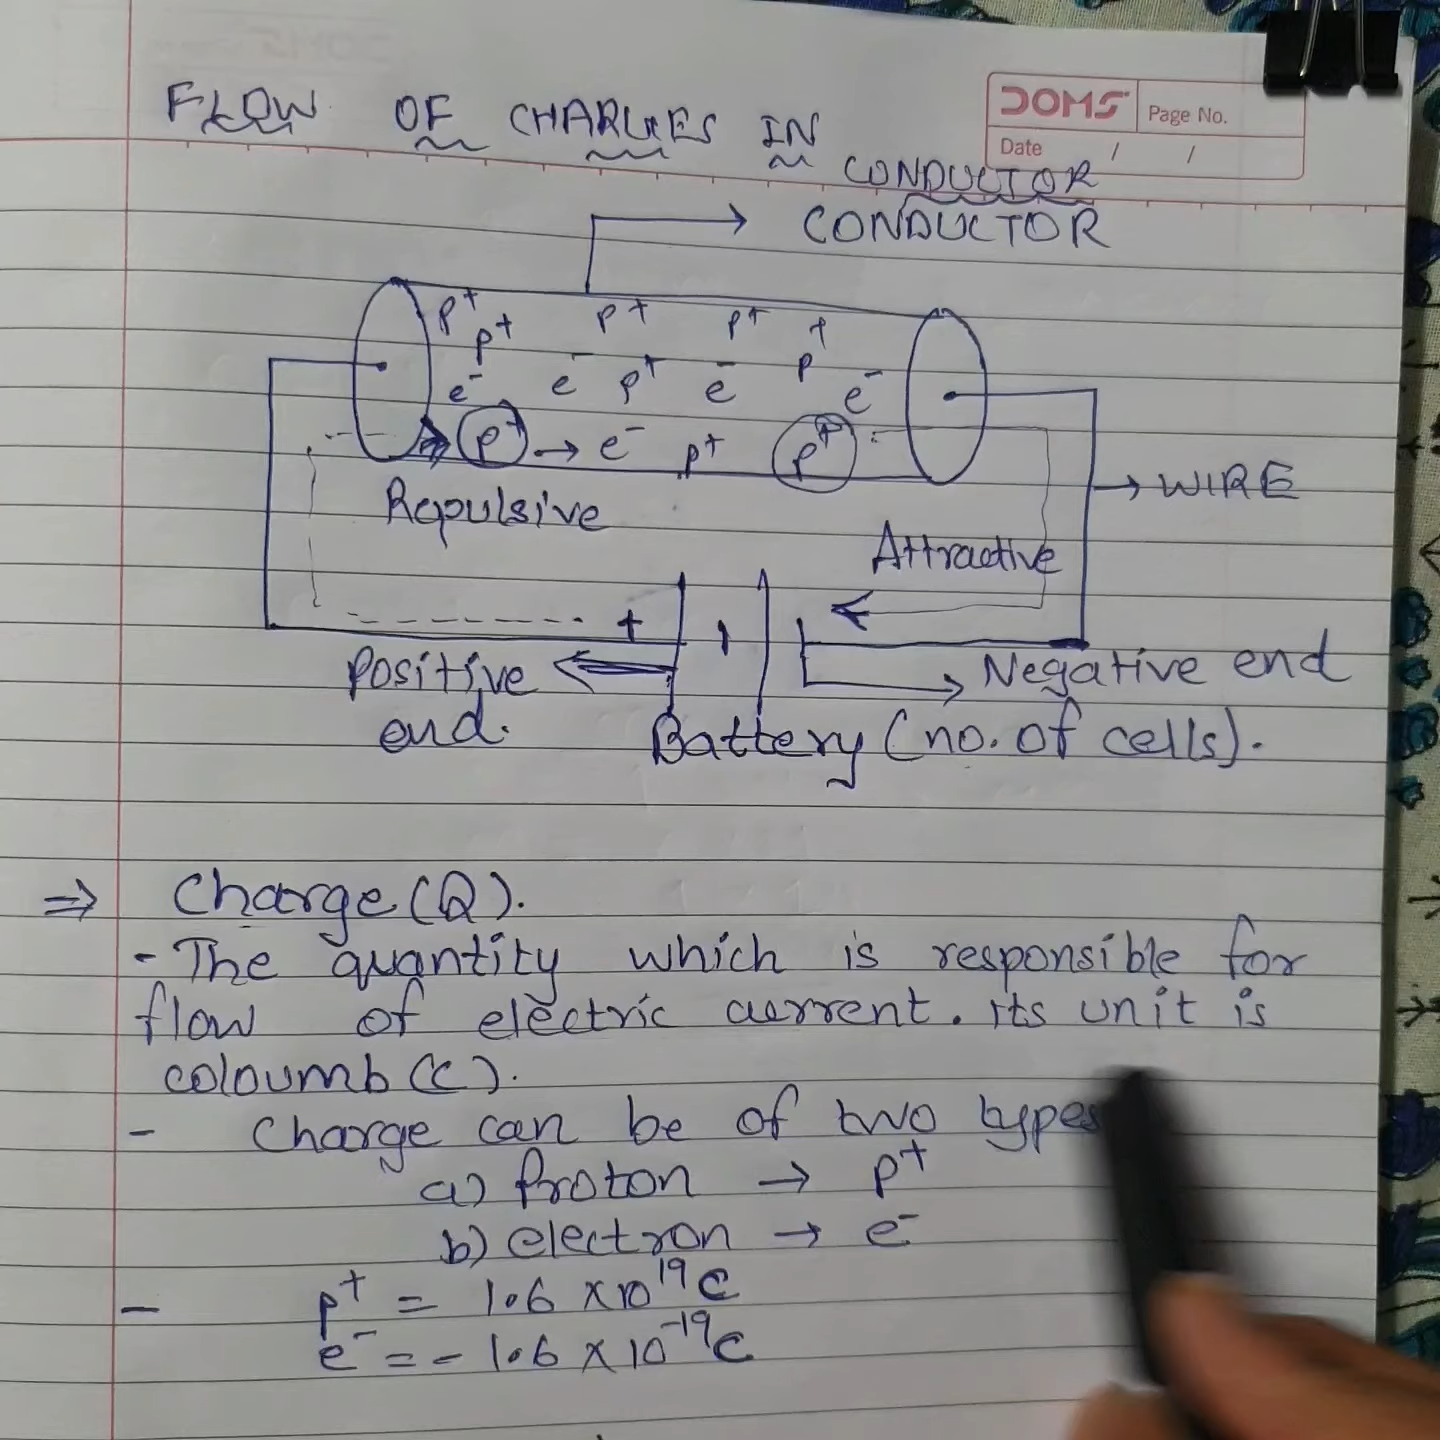 FLOW OF CHARGES IN
CONDUCTOR
DOMS
Page No.
Date / /
CONDUCTOR
p+ p+ p+ p+ p+
e- e- p+ e- e-
p+ → e- p+ p+
Repulsive
WIRE
Attractive
+
Positive end.
Negative end
Battery (no. of cells).
⇒ Charge (Q).
- The quantity which is responsible for
flow of electric current. its unit is
coloumb (C).
- Charge can be of two types
a) Proton → p+
b) electron → e-
- p+ = 1.6 x 10^19 C
e- = - 1.6 x 10^-19 C